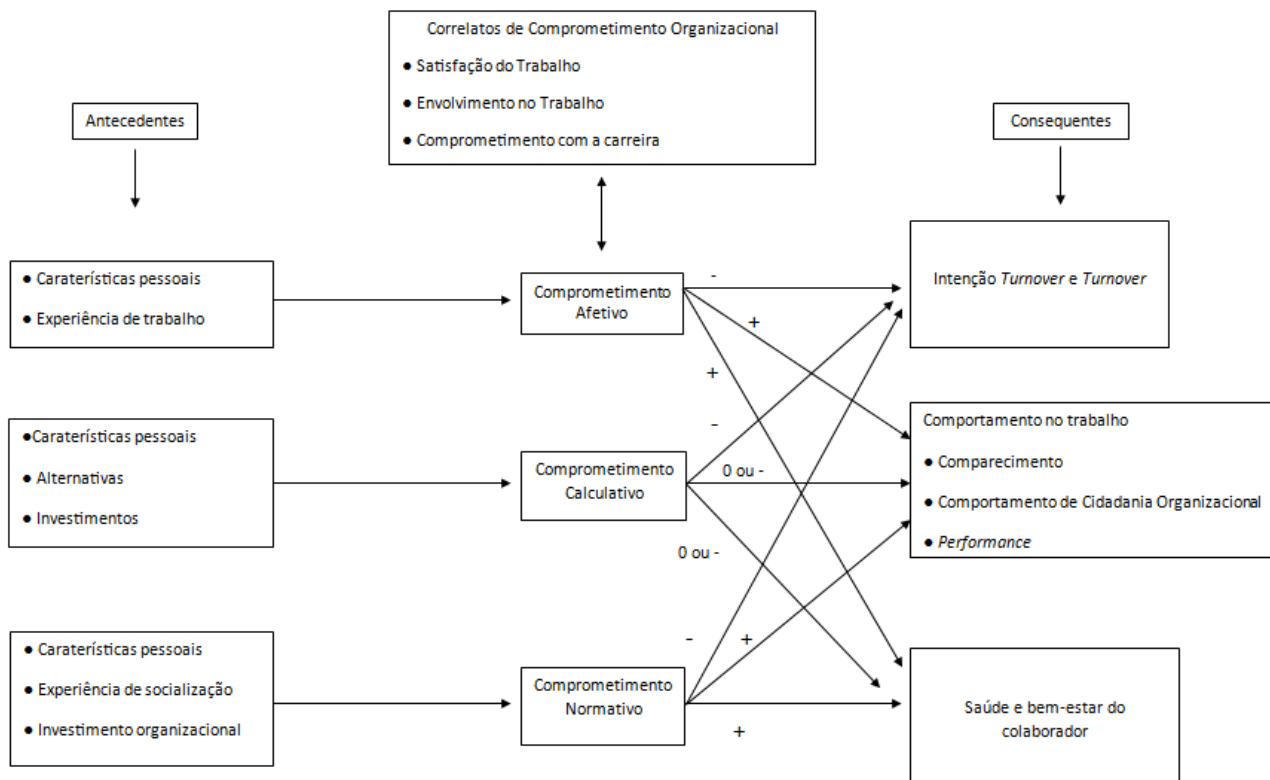 Correlatos de Comprometimento Organizacional
● Satisfação do Trabalho
● Envolvimento no Trabalho
● Comprometimento com a carreira
Antecedentes
Consequentes
● Caraterísticas pessoais
● Experiência de trabalho
Comprometimento
Afetivo
-
+
+
Intenção Turnover e Turnover
●Caraterísticas pessoais
● Alternativas
● Investimentos
Comprometimento
Calculativo
-
0 ou -
0 ou -
Comportamento no trabalho
● Comparecimento
● Comportamento de Cidadania Organizacional
● Performance
● Caraterísticas pessoais
● Experiência de socialização
● Investimento organizacional
Comprometimento
Normativo
-
+
+
Saúde e bem-estar do
colaborador